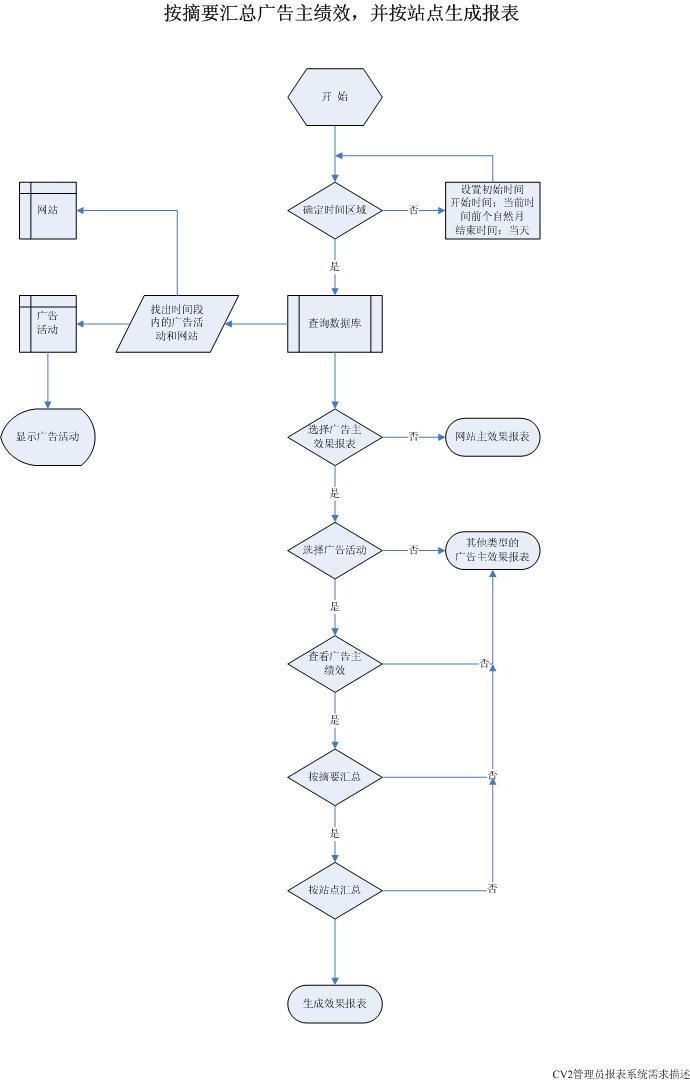 按摘要汇总广告主绩效，并按站点生成报表
开 始
确定时间区域
否
设置初始时间
开始时间：当前时
间前个自然月
结束时间：当天
网站
是
广告
活动
找出时间段
内的广告活
动和网站
查询数据库
显示广告活动
选择广告主
效果报表
否
网站主效果报表
是
选择广告活动
否
其他类型的
广告主效果报表
是
查看广告主
绩效
否
是
按摘要汇总
否
是
按站点汇总
否
生成效果报表
CV2管理员报表系统需求描述